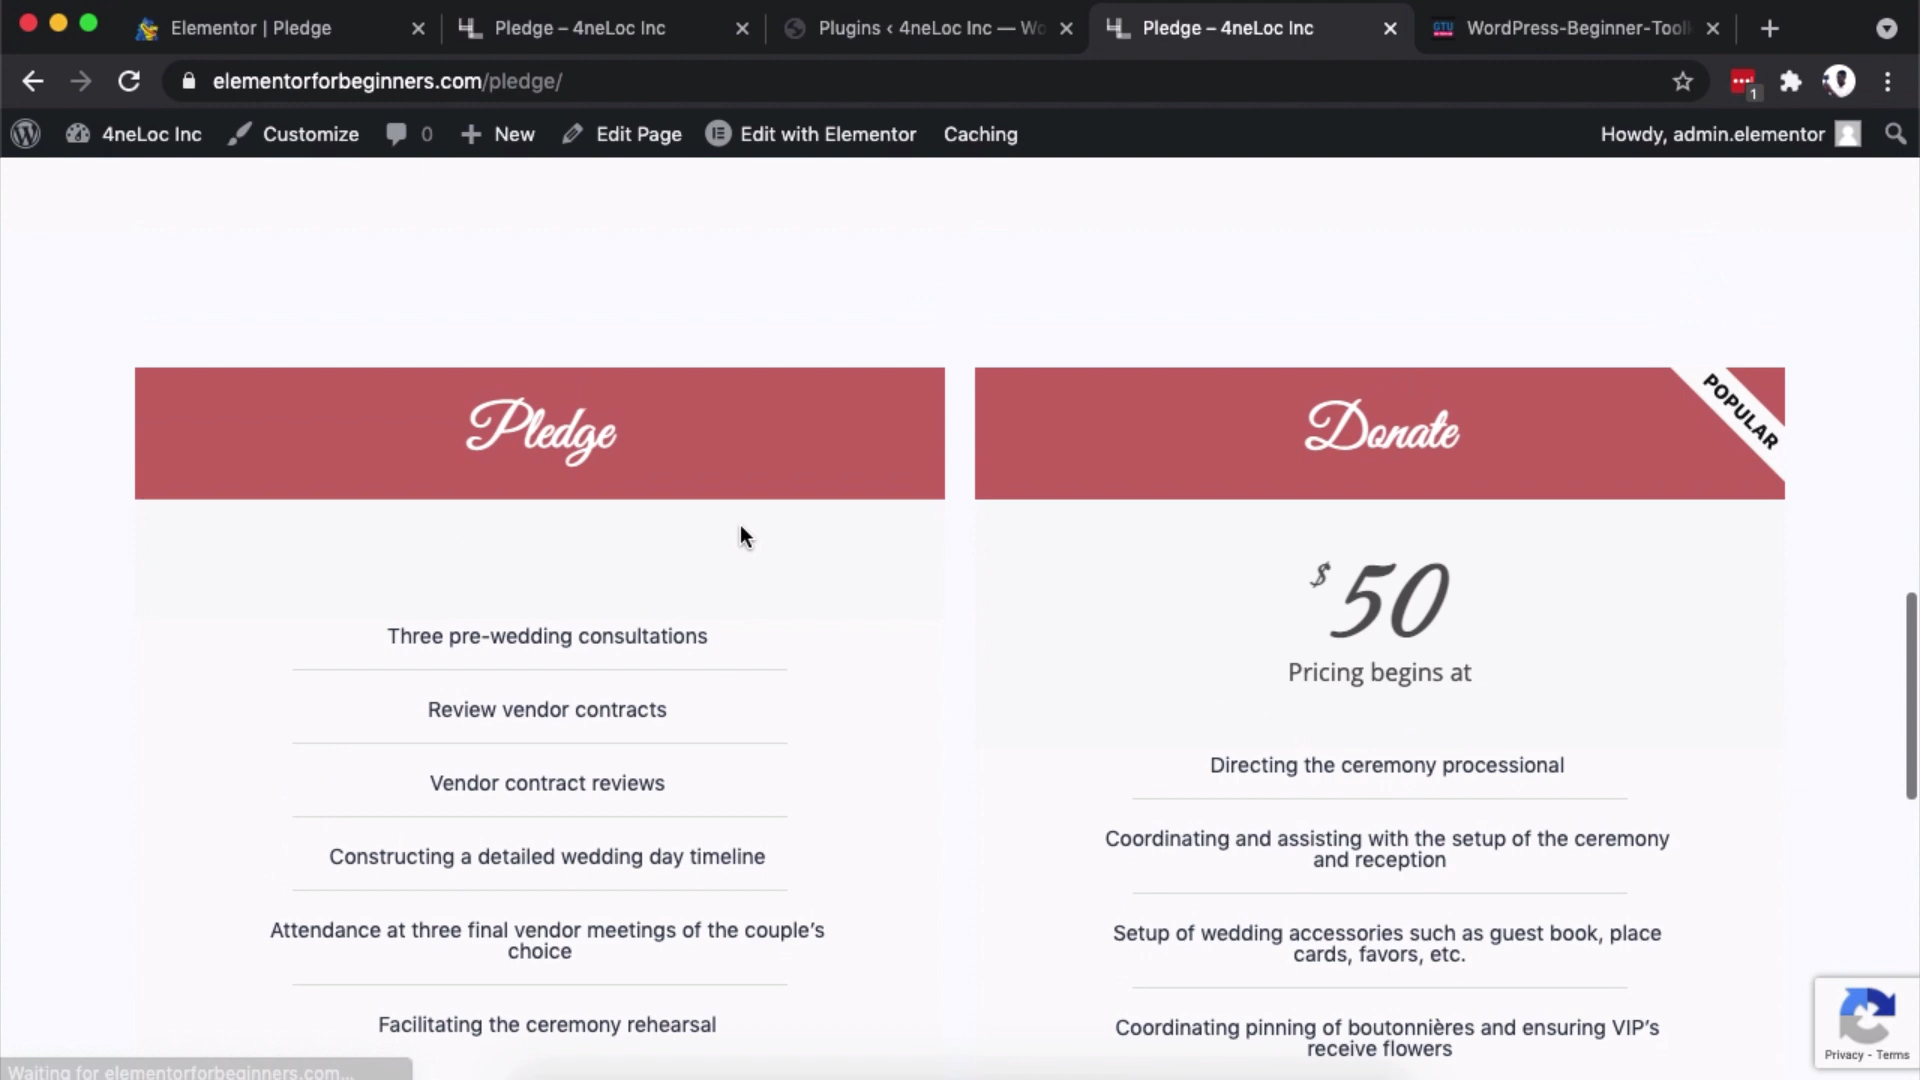 Elementor | Pledge
Pledge – 4neLoc Inc
Plugins ‹ 4neLoc Inc — Wo
Pledge – 4neLoc Inc
GTU
WordPress-Beginner-Tool
elementorforbeginners.com/pledge/
1
4neLoc Inc
Customize
0
New
Edit Page
Edit with Elementor
Caching
Howdy, admin.elementor
Pledge
Donate
POPULAR
$ 50
Pricing begins at
Three pre-wedding consultations
Review vendor contracts
Vendor contract reviews
Constructing a detailed wedding day timeline
Attendance at three final vendor meetings of the couple’s
choice
Facilitating the ceremony rehearsal
Directing the ceremony processional
Coordinating and assisting with the setup of the ceremony
and reception
Setup of wedding accessories such as guest book, place
cards, favors, etc.
Coordinating pinning of boutonnières and ensuring VIP’s
receive flowers
Privacy - Terms
Waiting for elementorforbeginners.com...